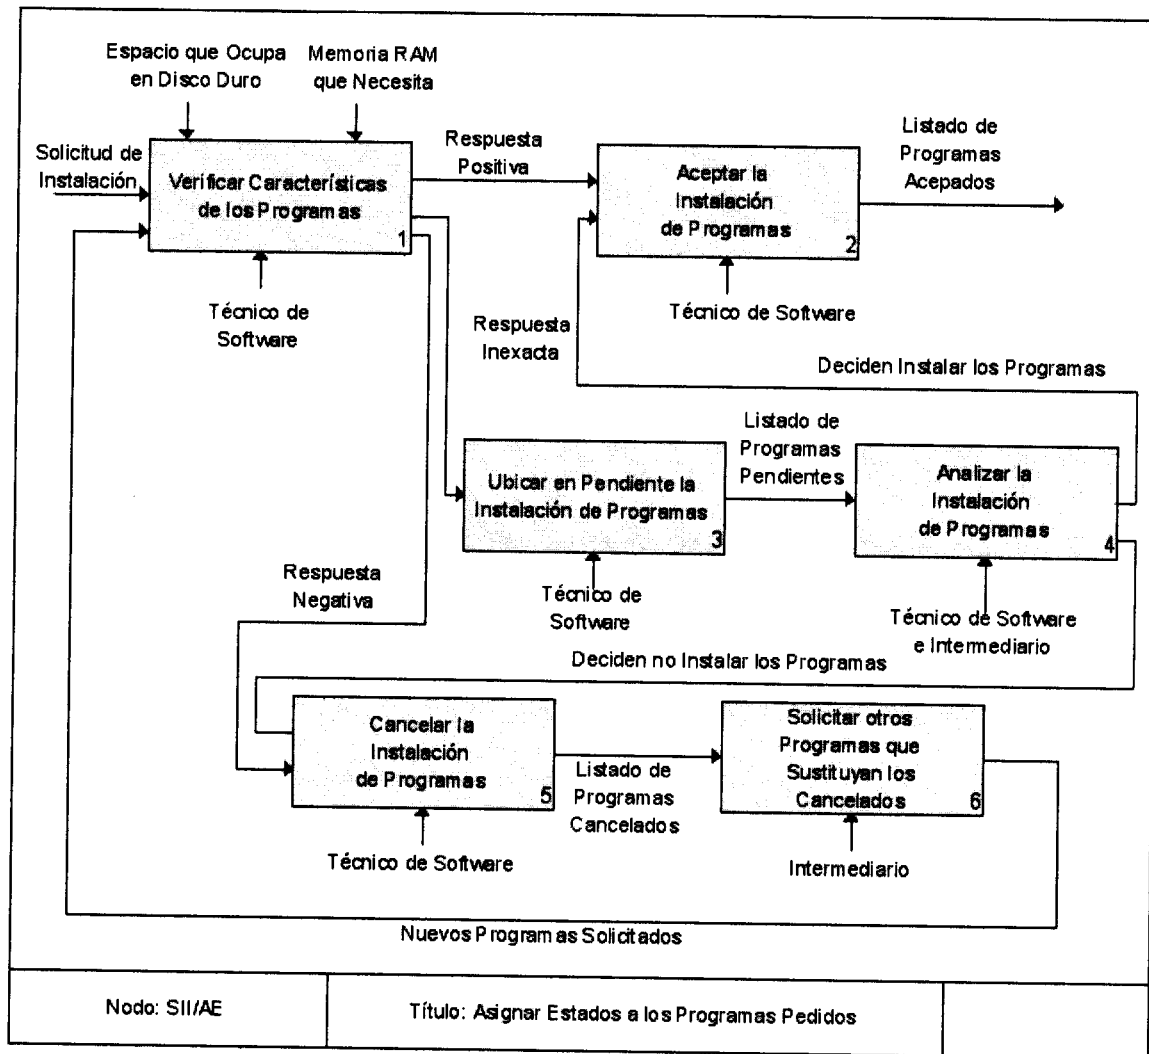 Espacio que Ocupa
en Disco Duro
Memoria RAM
que Necesita
Solicitud de
Instalación
Verificar Características
de los Programas
1
Respuesta
Positiva
Aceptar la
Instalación
de Programas
2
Listado de
Programas
Acepados
Técnico de
Software
Técnico de Software
Respuesta
Inexacta
Deciden Instalar los Programas
Ubicar en Pendiente la
Instalación de Programas
3
Listado de
Programas
Pendientes
Analizar la
Instalación
de Programas
4
Técnico de
Software
Técnico de Software
e Intermediario
Respuesta
Negativa
Deciden no Instalar los Programas
Cancelar la
Instalación
de Programas
5
Listado de
Programas
Cancelados
Solicitar otros
Programas que
Sustituyan los
Cancelados
6
Técnico de Software
Intermediario
Nuevos Programas Solicitados
Nodo: SII/AE
Título: Asignar Estados a los Programas Pedidos